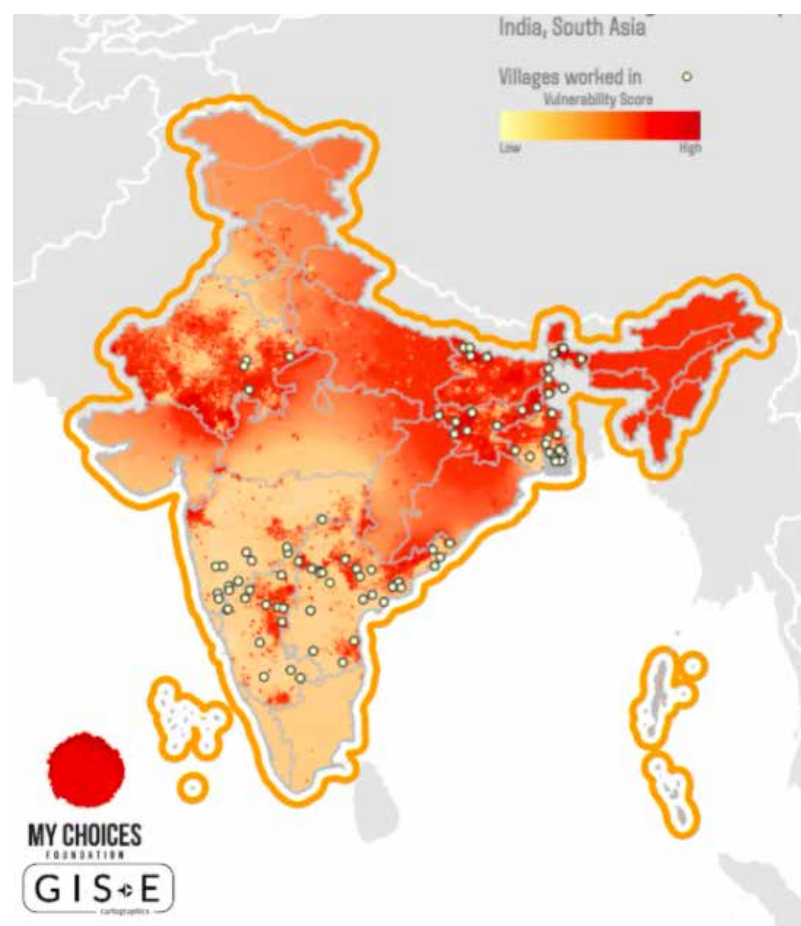 India, South Asia
Villages worked in
Vulnerability Score
Low
High
MY CHOICES
FOUNDATION
GIS E
cartographics